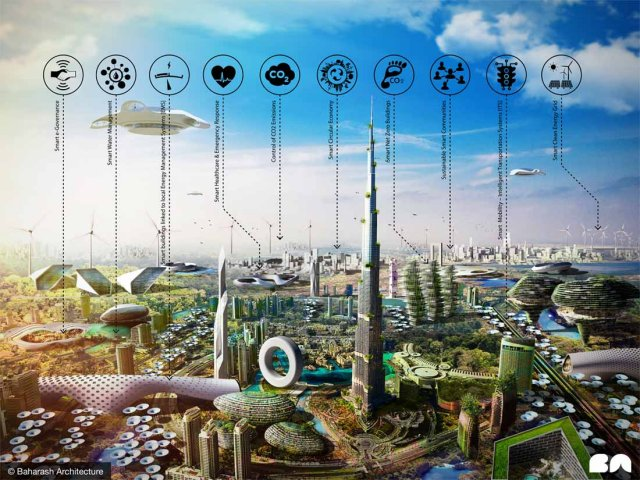 CO2
CO2
Smart e-Governance
Smart Water Management
Smart buildings linked to local Energy Management Systems (EMS)
Smart Healthcare & Emergency Response
Control of CO2 Emissions
Smart Circular Economy
Smart Net Zero Buildings
Sustainable Smart Communities
Smart Mobility - Intelligent Transportation Systems (ITS)
Smart Clean Energy Grid
© Baharash Architecture
BA